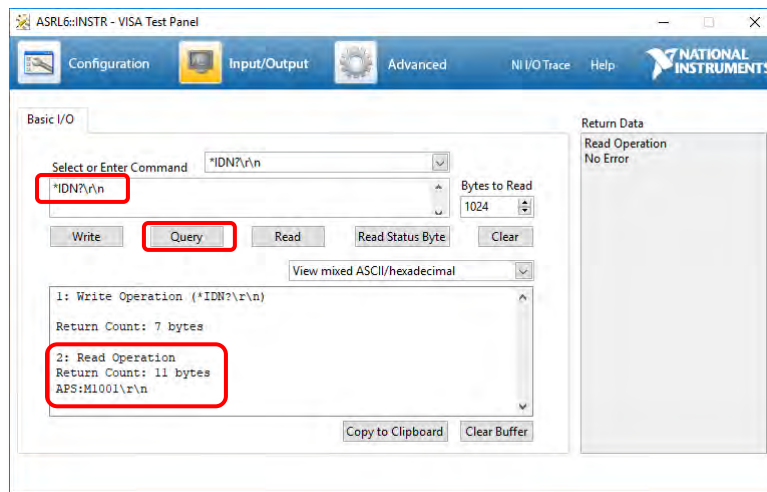 ASRL6::INSTR - VISA Test Panel
Configuration Input/Output Advanced NI I/O Trace Help NATIONAL INSTRUMENTS
Basic I/O
Select or Enter Command *IDN?\r\n
*IDN?\r\n
Bytes to Read
1024
Write Query Read Read Status Byte Clear
View mixed ASCII/hexadecimal
1: Write Operation (*IDN?\r\n)
Return Count: 7 bytes
2: Read Operation
Return Count: 11 bytes
APS:M1001\r\n
Copy to Clipboard Clear Buffer
Return Data
Read Operation
No Error